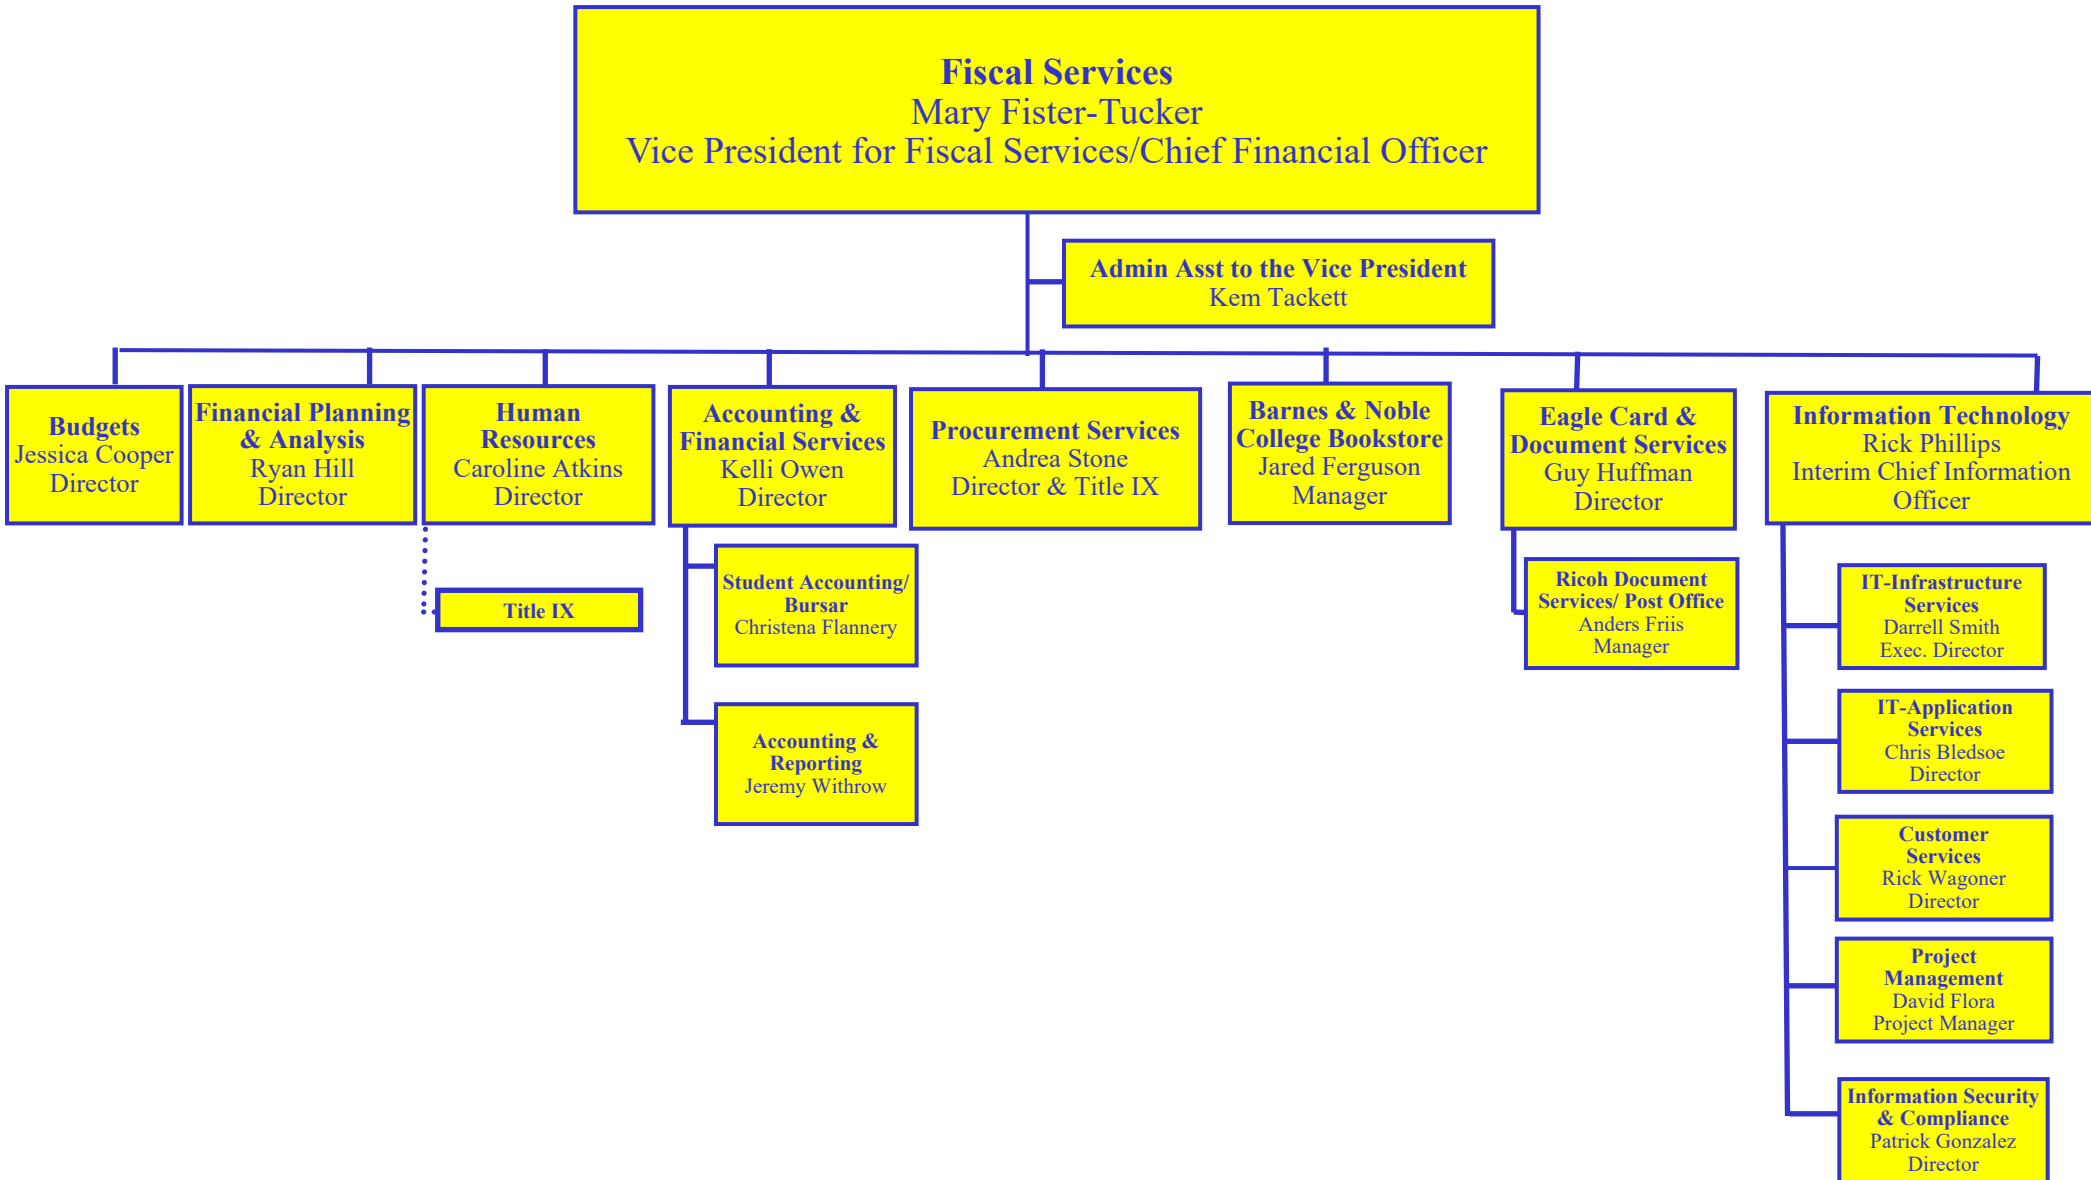 Fiscal Services
Mary Fister-Tucker
Vice President for Fiscal Services/Chief Financial Officer
Admin Asst to the Vice President
Kem Tackett
Budgets
Jessica Cooper
Director
Financial Planning
& Analysis
Ryan Hill
Director
Human
Resources
Caroline Atkins
Director
Accounting &
Financial Services
Kelli Owen
Director
Procurement Services
Andrea Stone
Director & Title IX
Barnes & Noble
College Bookstore
Jared Ferguson
Manager
Eagle Card &
Document Services
Guy Huffman
Director
Information Technology
Rick Phillips
Interim Chief Information
Officer
Title IX
Student Accounting/
Bursar
Christena Flannery
Accounting &
Reporting
Jeremy Withrow
Ricoh Document
Services/ Post Office
Anders Friis
Manager
IT-Infrastructure
Services
Darrell Smith
Exec. Director
IT-Application
Services
Chris Bledsoe
Director
Customer
Services
Rick Wagoner
Director
Project
Management
David Flora
Project Manager
Information Security
& Compliance
Patrick Gonzalez
Director